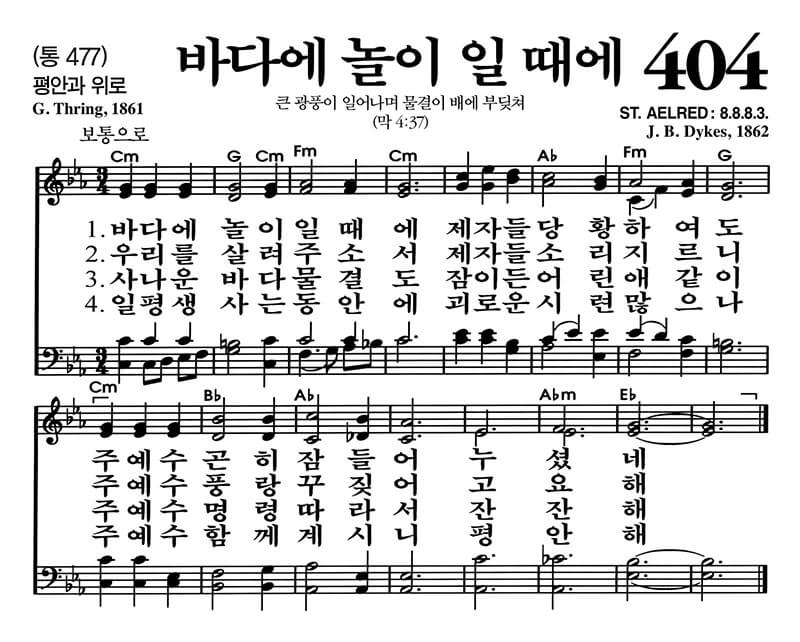 (통 477)
바다에 놀이 일 때에 404
평안과 위로
G. Thring, 1861
큰 광풍이 일어나며 물결이 배에 부딪쳐
(막 4:37)
ST. AELRED: 8.8.8.3.
J. B. Dykes, 1862
보통으로
Cm G Cm Fm Cm Ab Fm G
3 4
1. 바다에 놀이일때에 제자들당황하여도
2. 우리를 살려주소서 제자들소리지르니
3. 사나운 바다물결도 잠이든어린애같이
4. 일평생 사는동안에 괴로운시련많으나
3 4
Cm Bb Ab Abm Eb
주예수곤히잠들어누셨네
주예수풍랑꾸짖어고요해
주예수명령따라서잔잔해
주예수함께계시니평안해